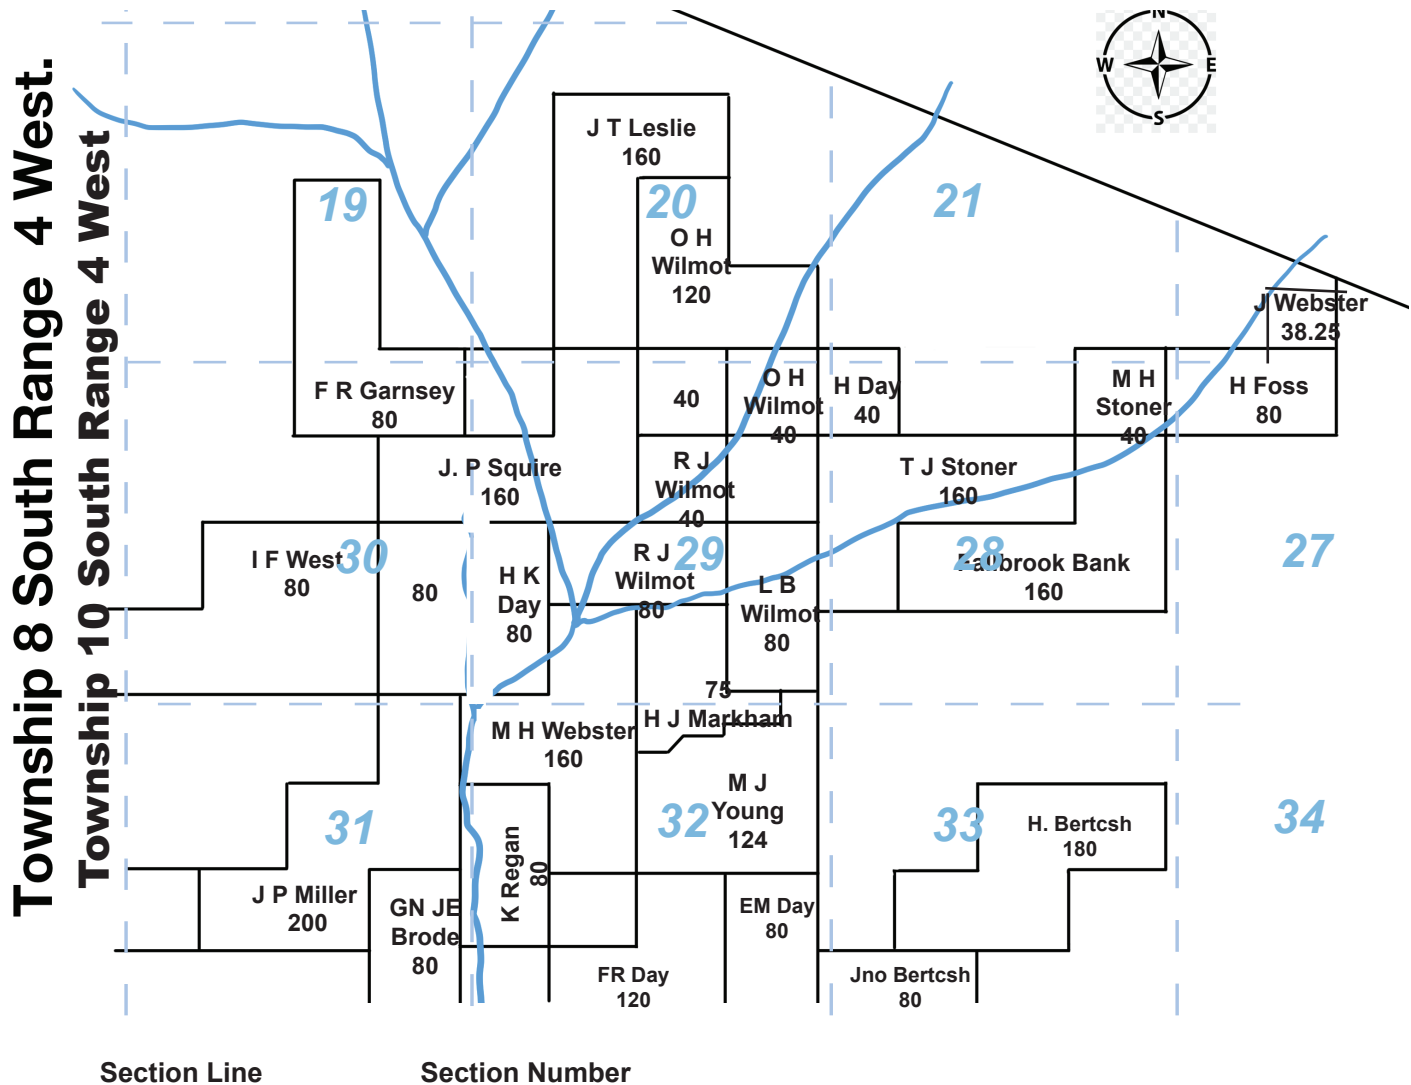 Township 8 South Range 4 West.
Township 10 South Range 4 West
N
W
E
S
J T Leslie
160
19
20
21
O H
Wilmot
120
J Webster
38.25
F R Garnsey
80
40
O H
Wilmot
40
H Day
40
M H
Stoner
40
H Foss
80
J. P Squire
160
R J
Wilmot
40
T J Stoner
160
I F West
80
30
80
H K
Day
80
R J
Wilmot
80
29
L B
Wilmot
80
28
Fallbrook Bank
160
27
75
H J Markham
M H Webster
160
M J
Young
124
31
32
33
34
H. Bertcsh
180
K Regan
80
J P Miller
200
GN JE
Brode
80
EM Day
80
FR Day
120
Jno Bertcsh
80
Section Line
Section Number